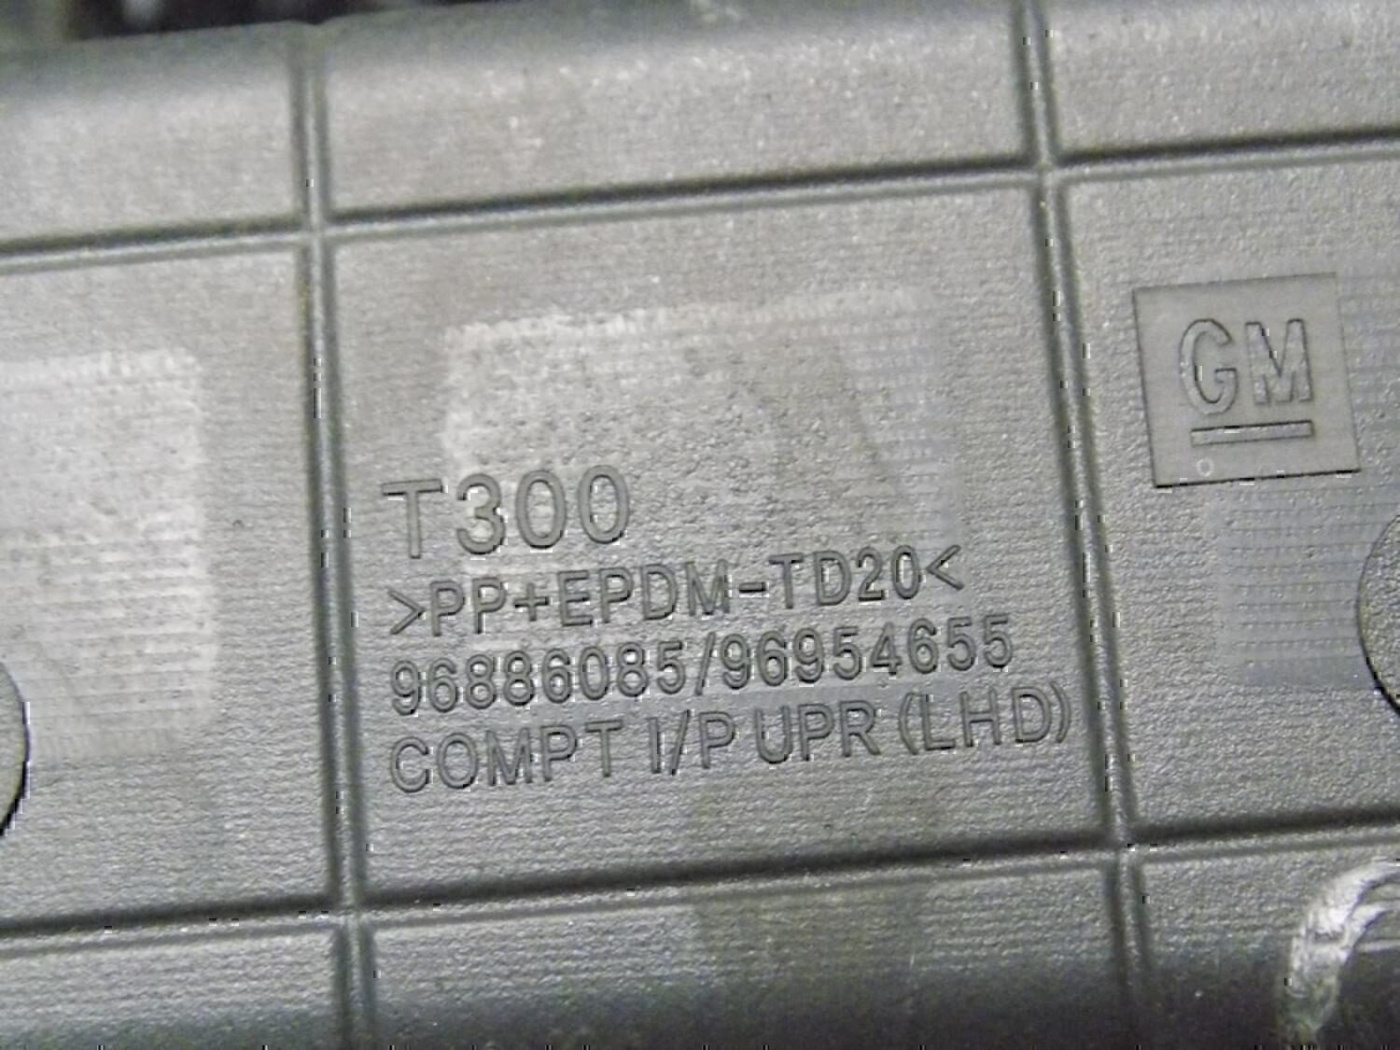 GM
T300
>PP+EPDM-TD20<
96886085/96954655
COMPT I/P UPR (LHD)